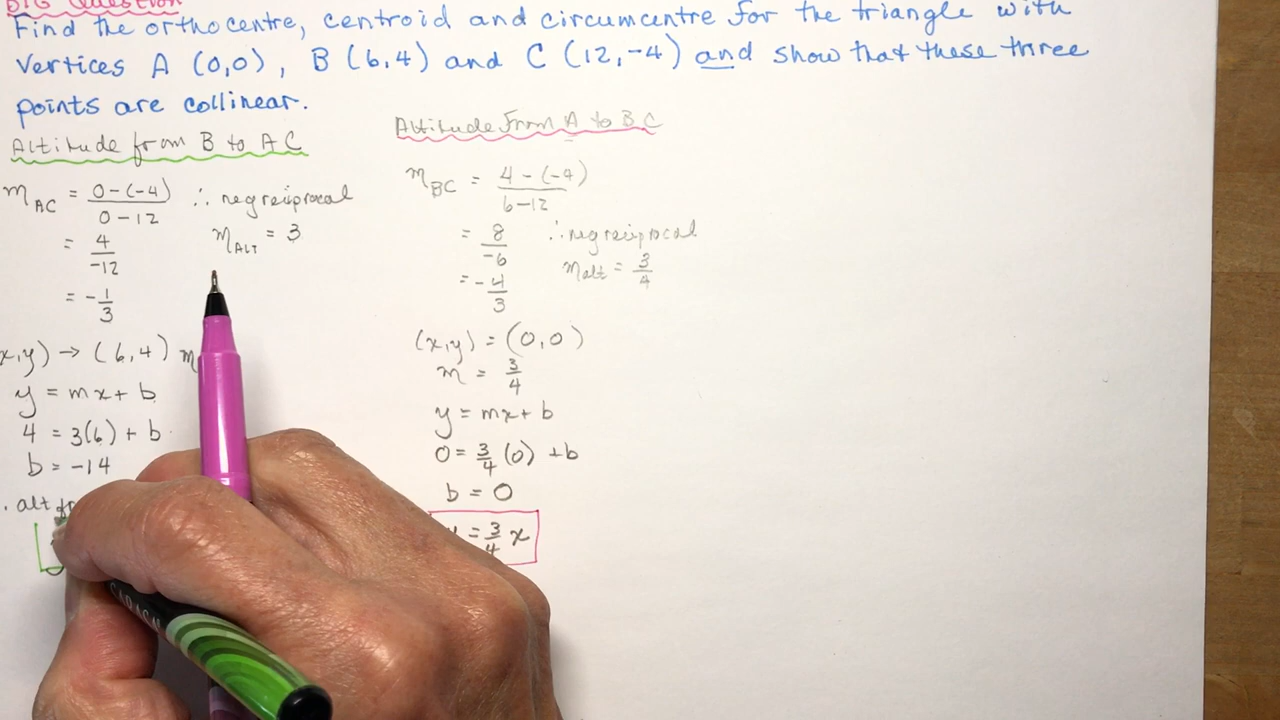 BIG Question
Find the orthocentre, centroid and circumcentre for the triangle with
vertices A (0,0), B (6,4) and C (12,-4) and show that these three
points are collinear.
Altitude from B to AC
m_AC = 0-(-4) / 0-12 ∴ neg reciprocal
= 4/-12 m_ALT = 3
= -1/3
x,y) → (6,4) m
y = mx + b
4 = 3(6) + b
b = -14
. alt
Altitude from A to BC
m_BC = 4-(-4) / 6-12
= 8/-6 ∴ neg reciprocal
= -4/3 m_alt = 3/4
(x,y) = (0,0)
m = 3/4
y = mx + b
0 = 3/4 (0) + b
b = 0
= 3/4 x